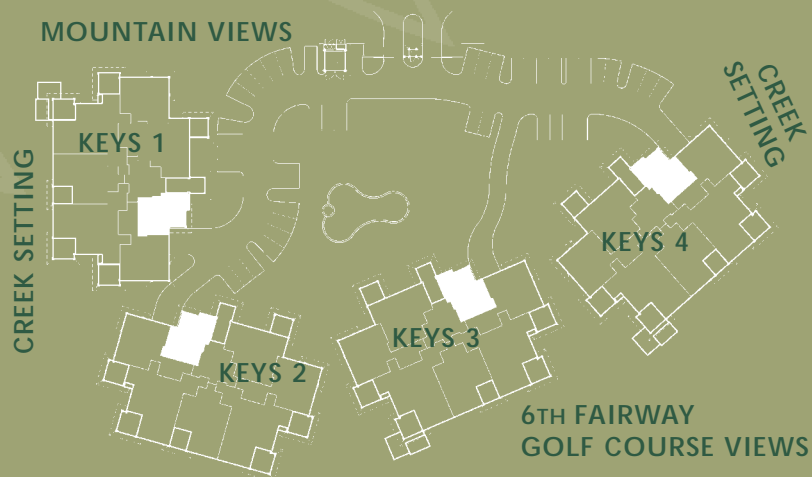 MOUNTAIN VIEWS
CREEK
SETTING
KEYS 1
CREEK SETTING
KEYS 4
KEYS 3
KEYS 2
6TH FAIRWAY
GOLF COURSE VIEWS